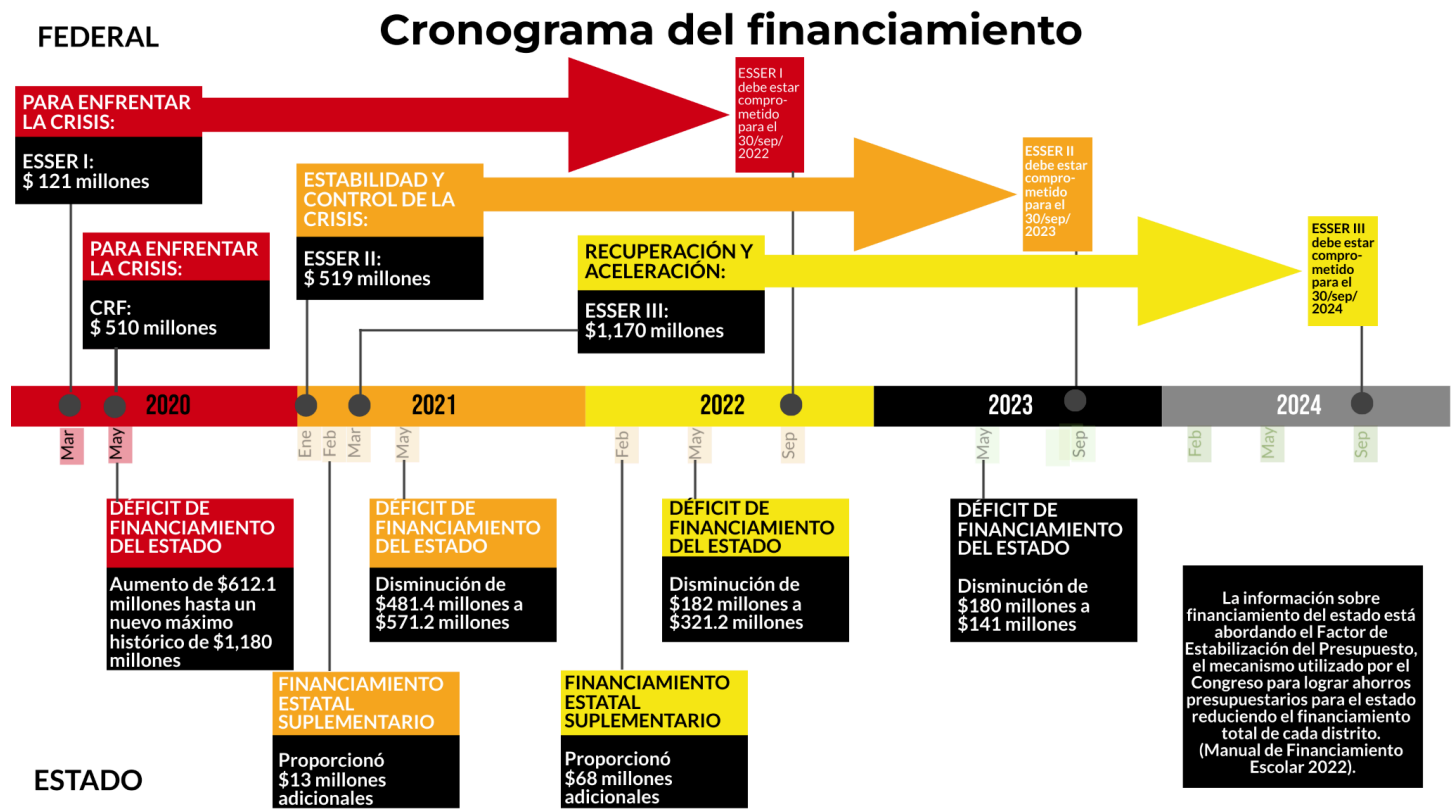 Cronograma del financiamiento
FEDERAL
PARA ENFRENTAR
LA CRISIS:
ESSER I:
$ 121 millones
ESSER I
debe estar
compro-
metido
para el
30/sep/
2022
PARA ENFRENTAR
LA CRISIS:
CRF:
$ 510 millones
ESTABILIDAD Y
CONTROL DE LA
CRISIS:
ESSER II:
$ 519 millones
ESSER II
debe estar
compro-
metido
para el
30/sep/
2023
RECUPERACIÓN Y
ACELERACIÓN:
ESSER III:
$1,170 millones
ESSER III
debe estar
compro-
metido
para el
30/sep/
2024
2020
2021
2022
2023
2024
Mar
May
Ene
Feb
Mar
May
Feb
May
Sep
May
Sep
Feb
May
Sep
DÉFICIT DE
FINANCIAMIENTO
DEL ESTADO
Aumento de $612.1
millones hasta un
nuevo máximo
histórico de $1,180
millones
DÉFICIT DE
FINANCIAMIENTO
DEL ESTADO
Disminución de
$481.4 millones a
$571.2 millones
DÉFICIT DE
FINANCIAMIENTO
DEL ESTADO
Disminución de
$182 millones a
$321.2 millones
DÉFICIT DE
FINANCIAMIENTO
DEL ESTADO
Disminución de
$180 millones a
$141 millones
FINANCIAMIENTO
ESTATAL
SUPLEMENTARIO
Proporcionó
$13 millones
adicionales
FINANCIAMIENTO
ESTATAL
SUPLEMENTARIO
Proporcionó
$68 millones
adicionales
La información sobre
financiamiento del estado está
abordando el Factor de
Estabilización del Presupuesto,
el mecanismo utilizado por el
Congreso para lograr ahorros
presupuestarios para el estado
reduciendo el financiamiento
total de cada distrito.
(Manual de Financiamiento
Escolar 2022).
ESTADO